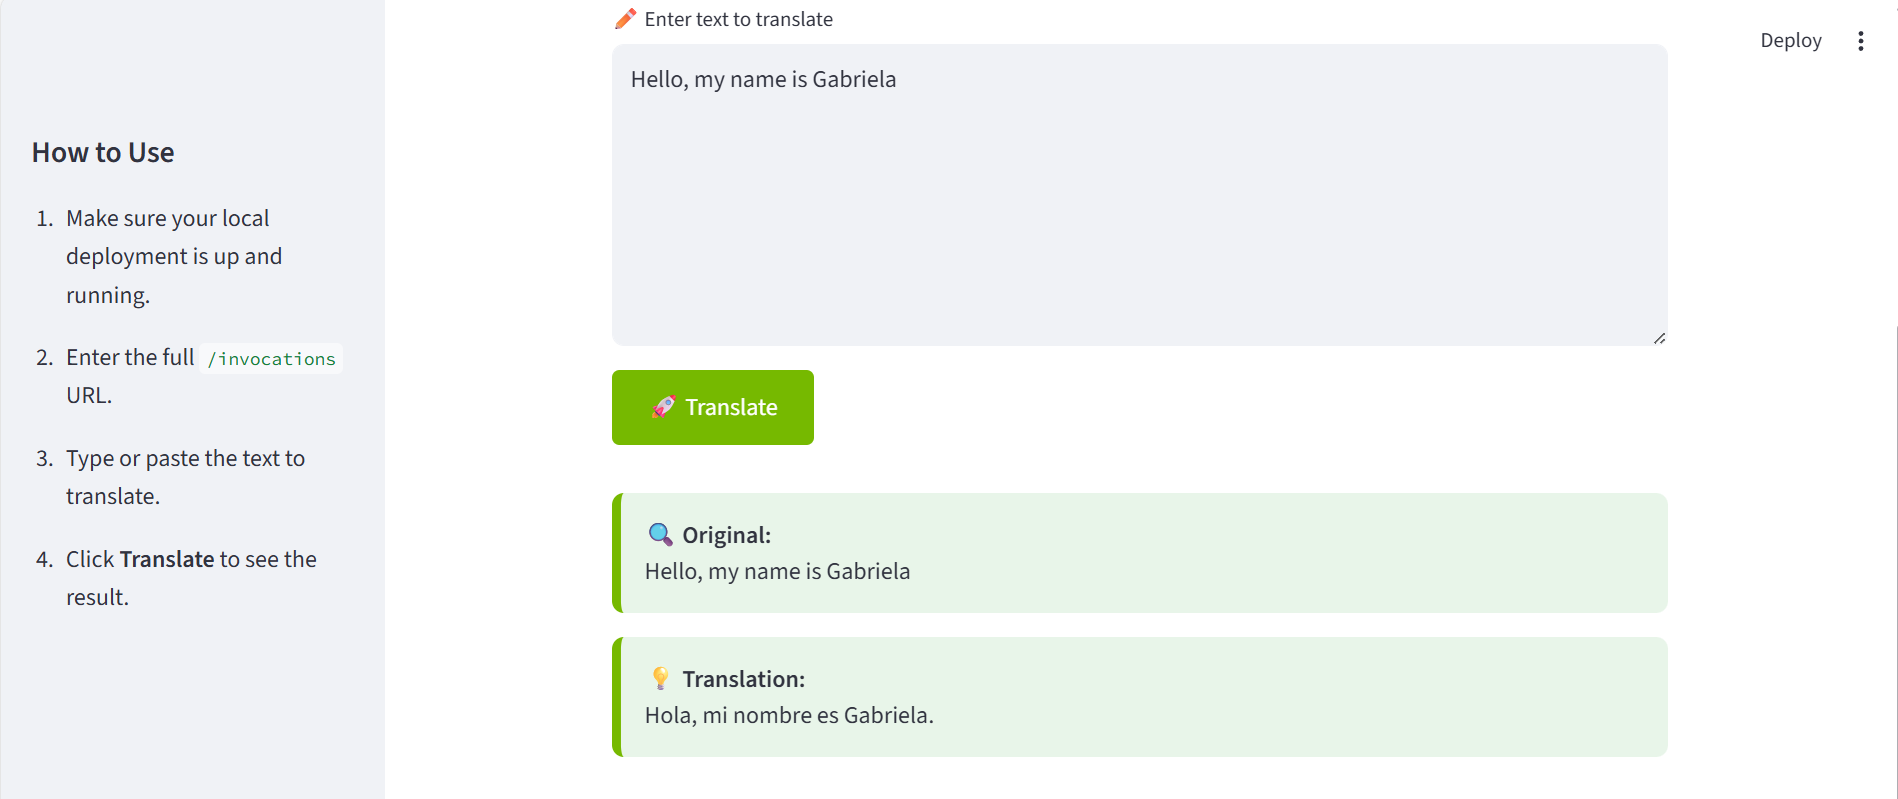 How to Use
1. Make sure your local
deployment is up and
running.
2. Enter the full /invocations
URL.
3. Type or paste the text to
translate.
4. Click Translate to see the
result.
Deploy
Enter text to translate
Hello, my name is Gabriela
Translate
Original:
Hello, my name is Gabriela
Translation:
Hola, mi nombre es Gabriela.